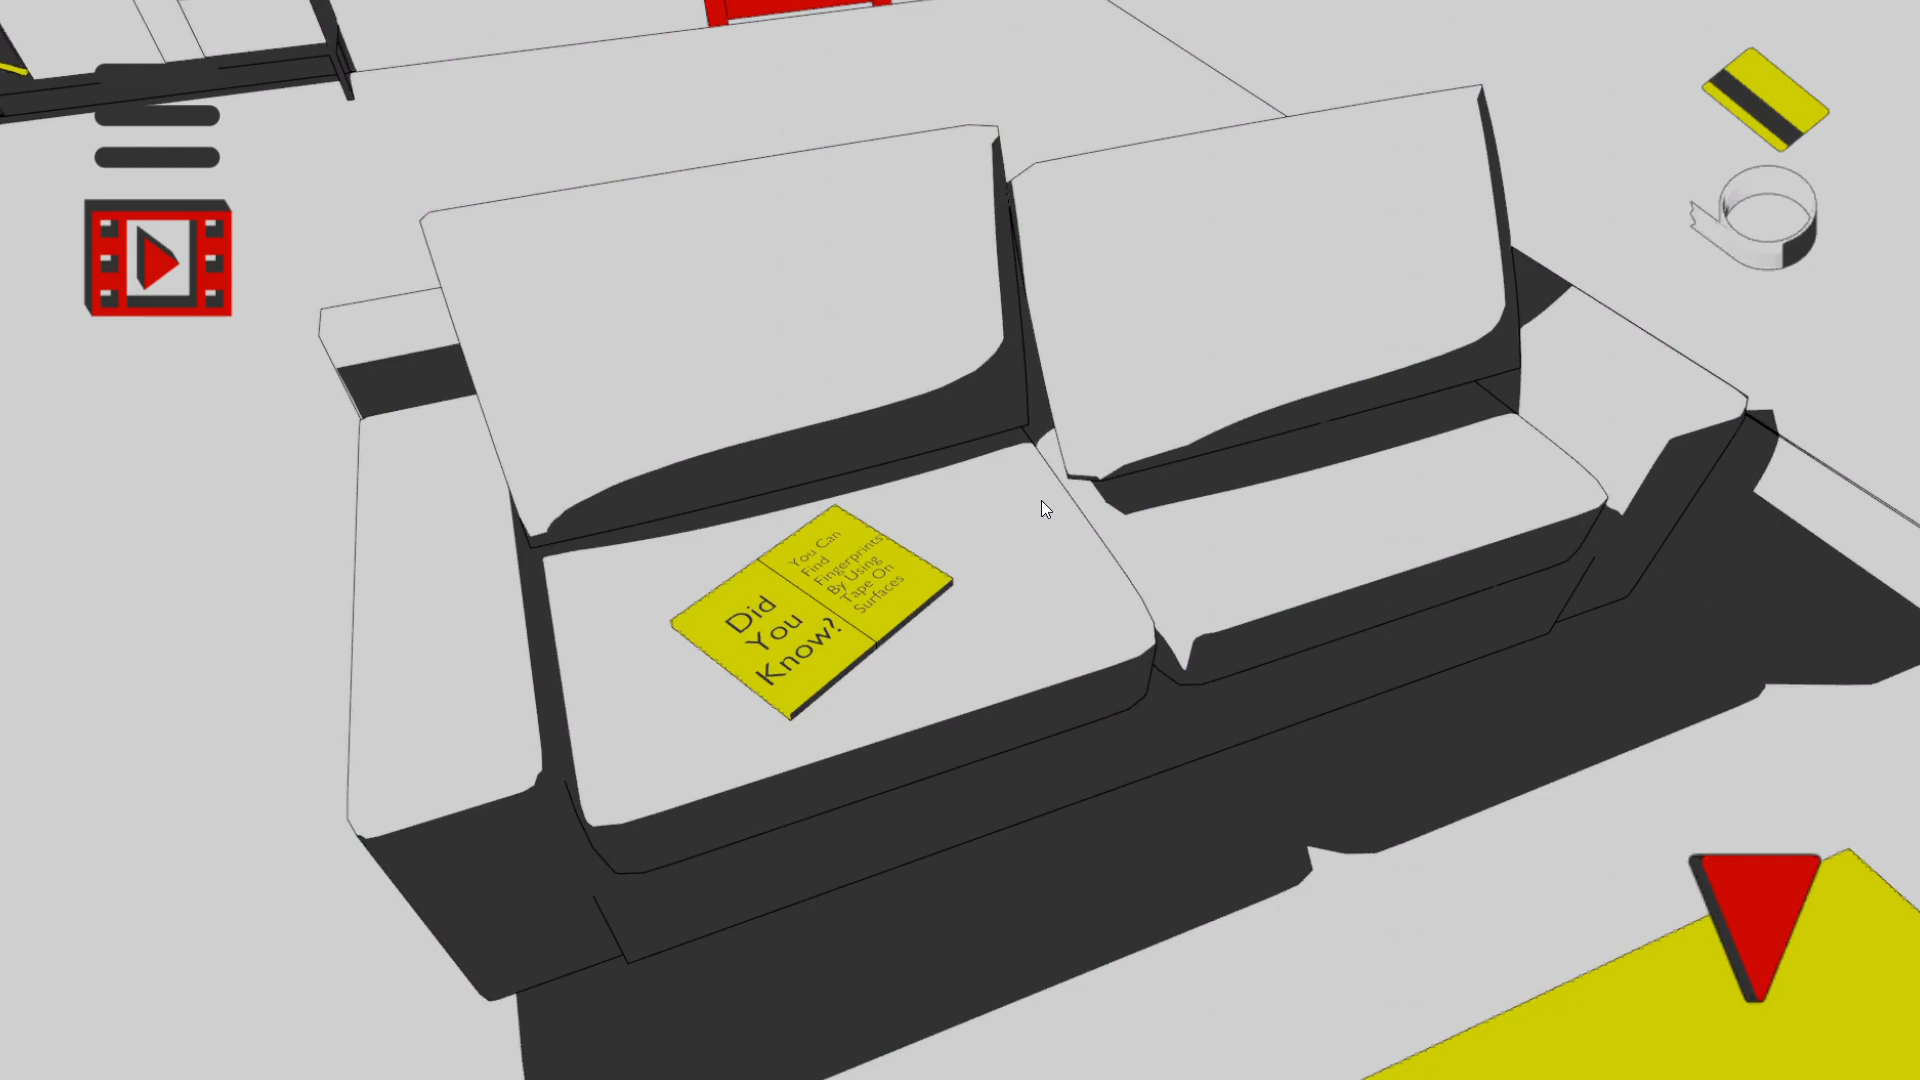 Did
You
Know?
You Can
Find
Fingerprints
By Using
Tape On
Surfaces